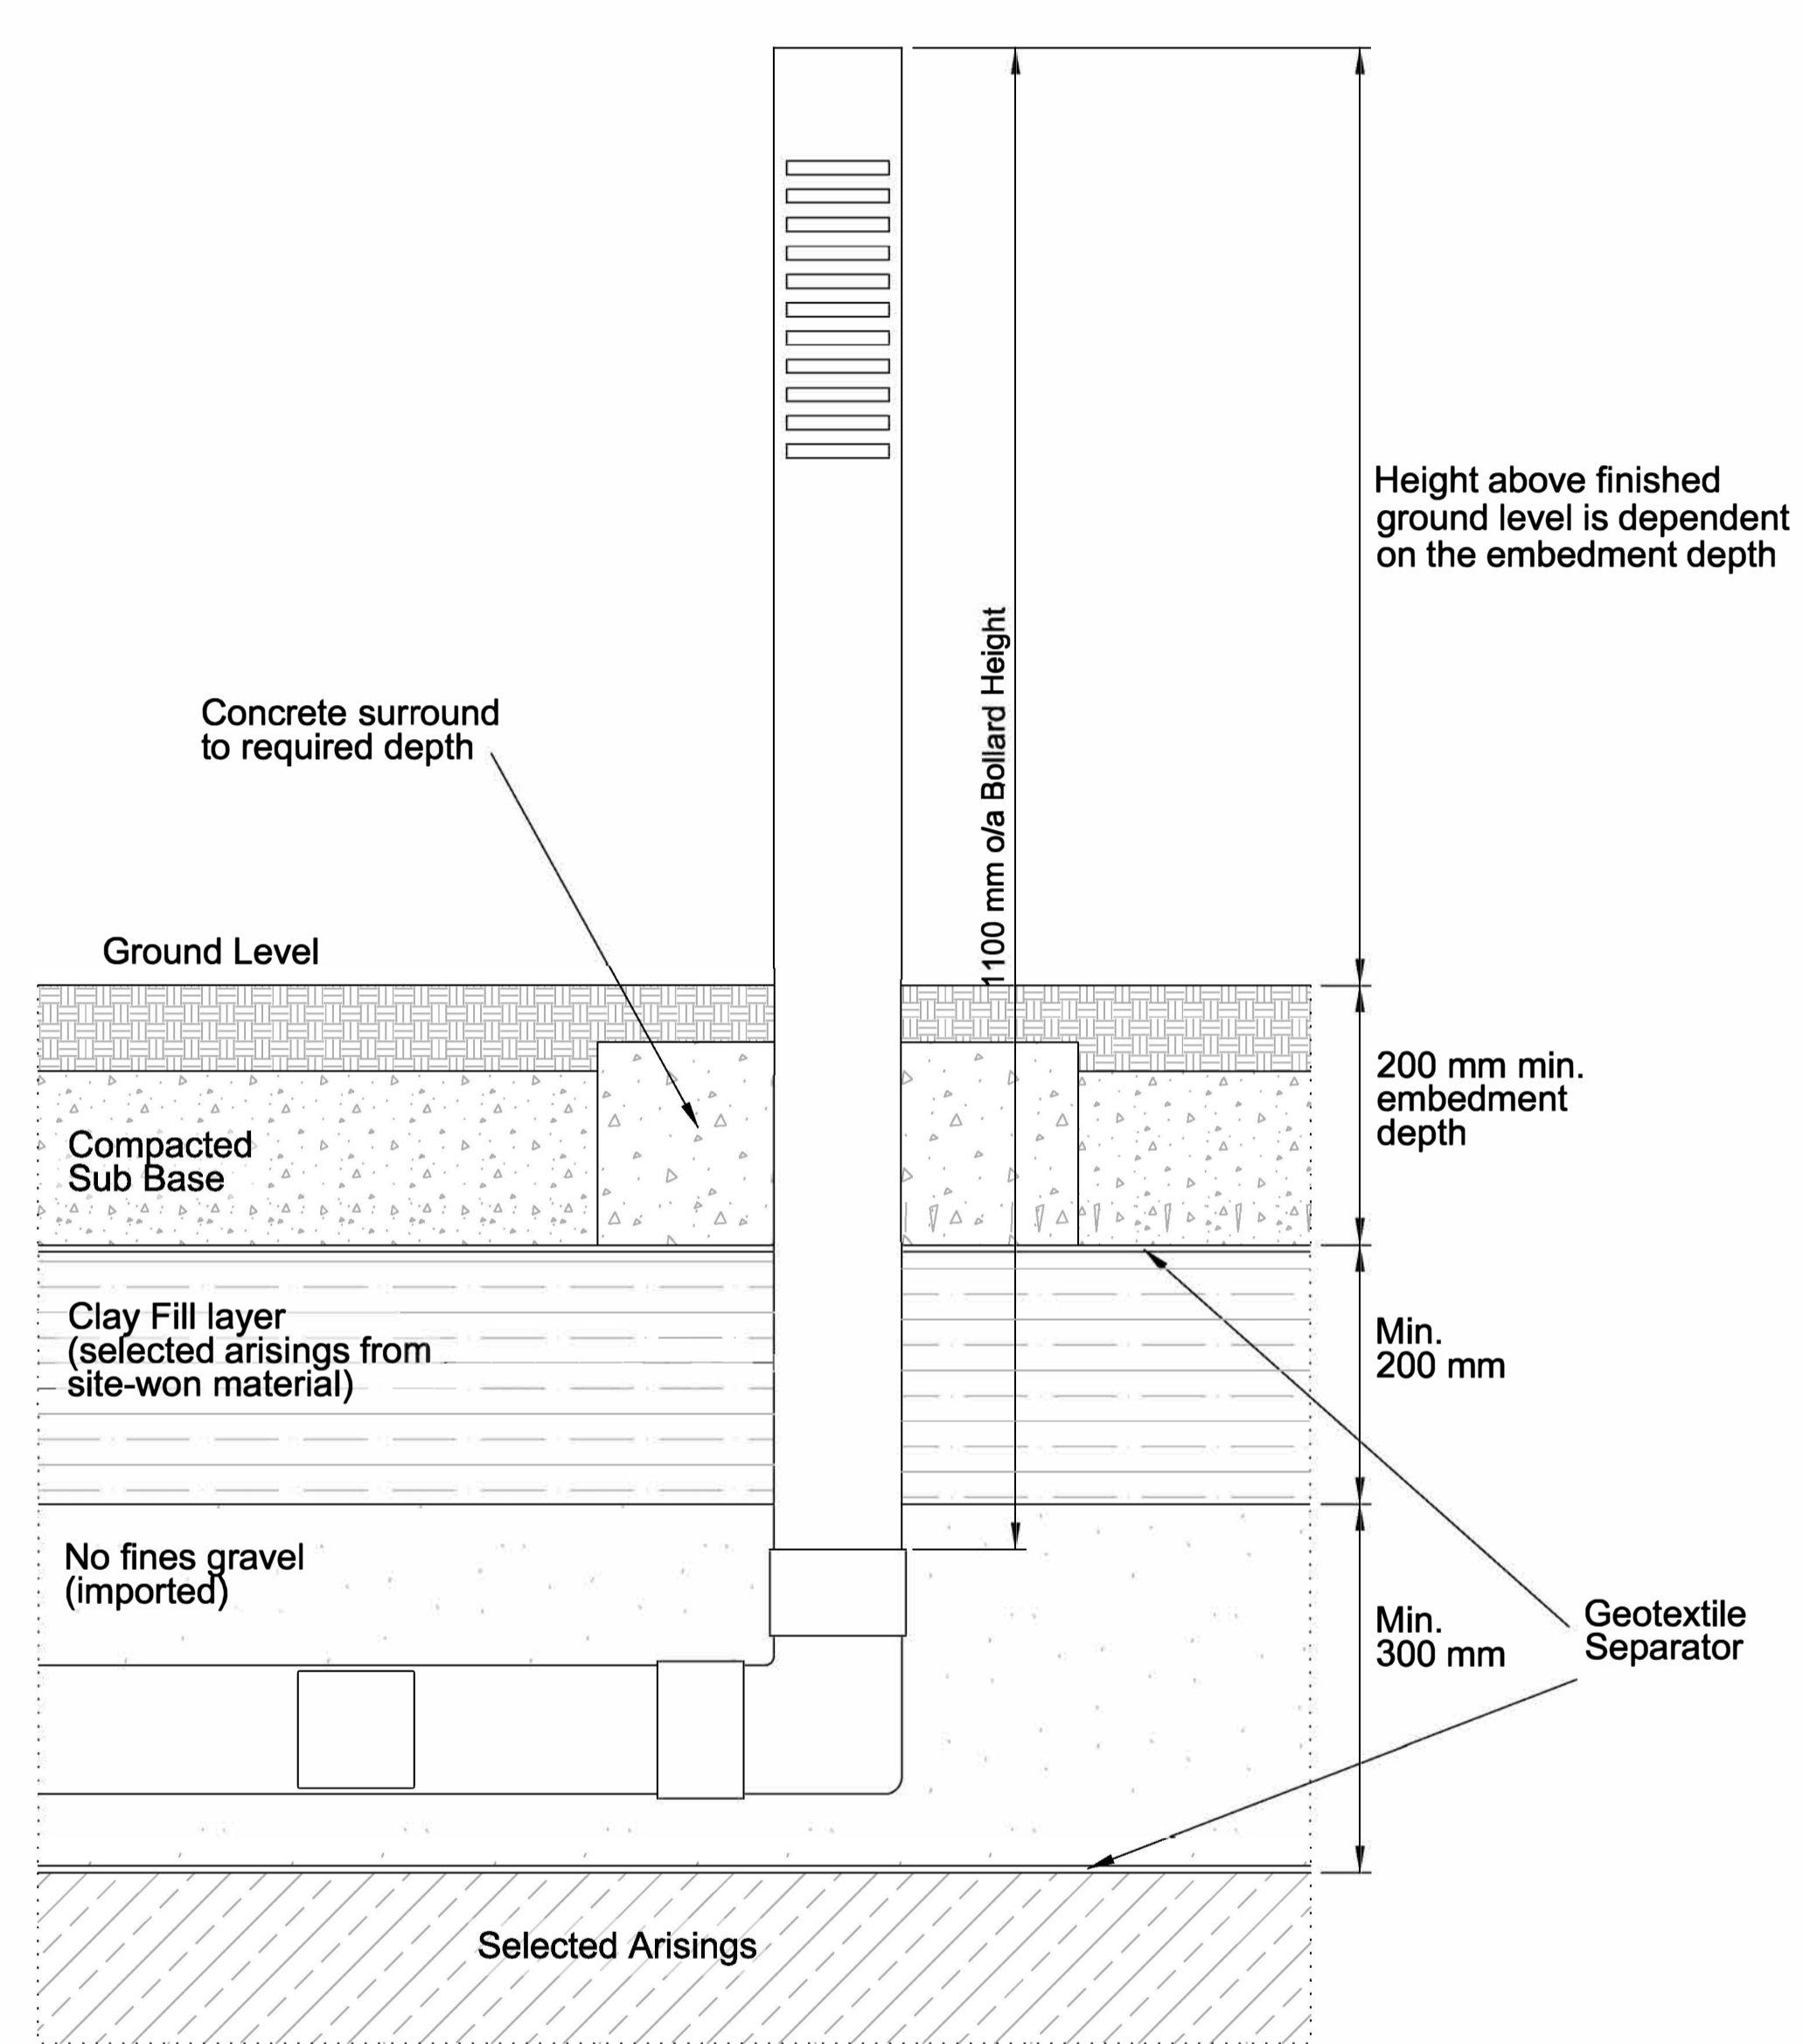 Height above finished
ground level is dependent
on the embedment depth
1100 mm o/a Bollard Height
Concrete surround
to required depth
Ground Level
200 mm min.
embedment
depth
Compacted
Sub Base
Clay Fill layer
(selected arisings from
site-won material)
Min.
200 mm
No fines gravel
(imported)
Min.
300 mm
Geotextile
Separator
Selected Arisings